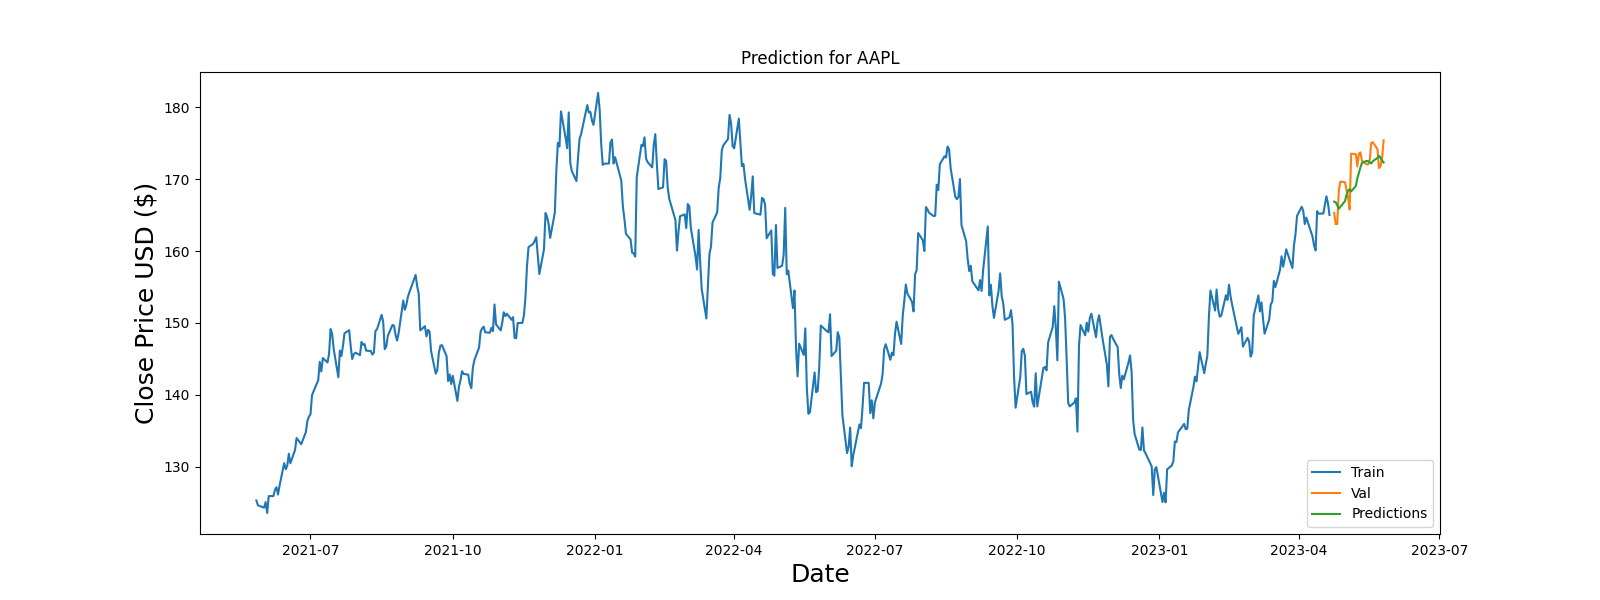 Prediction for AAPL
Close Price USD ($)
180
170
160
150
140
130
2021-07
2021-10
2022-01
2022-04
2022-07
2022-10
2023-01
2023-04
2023-07
Date
Train
Val
Predictions